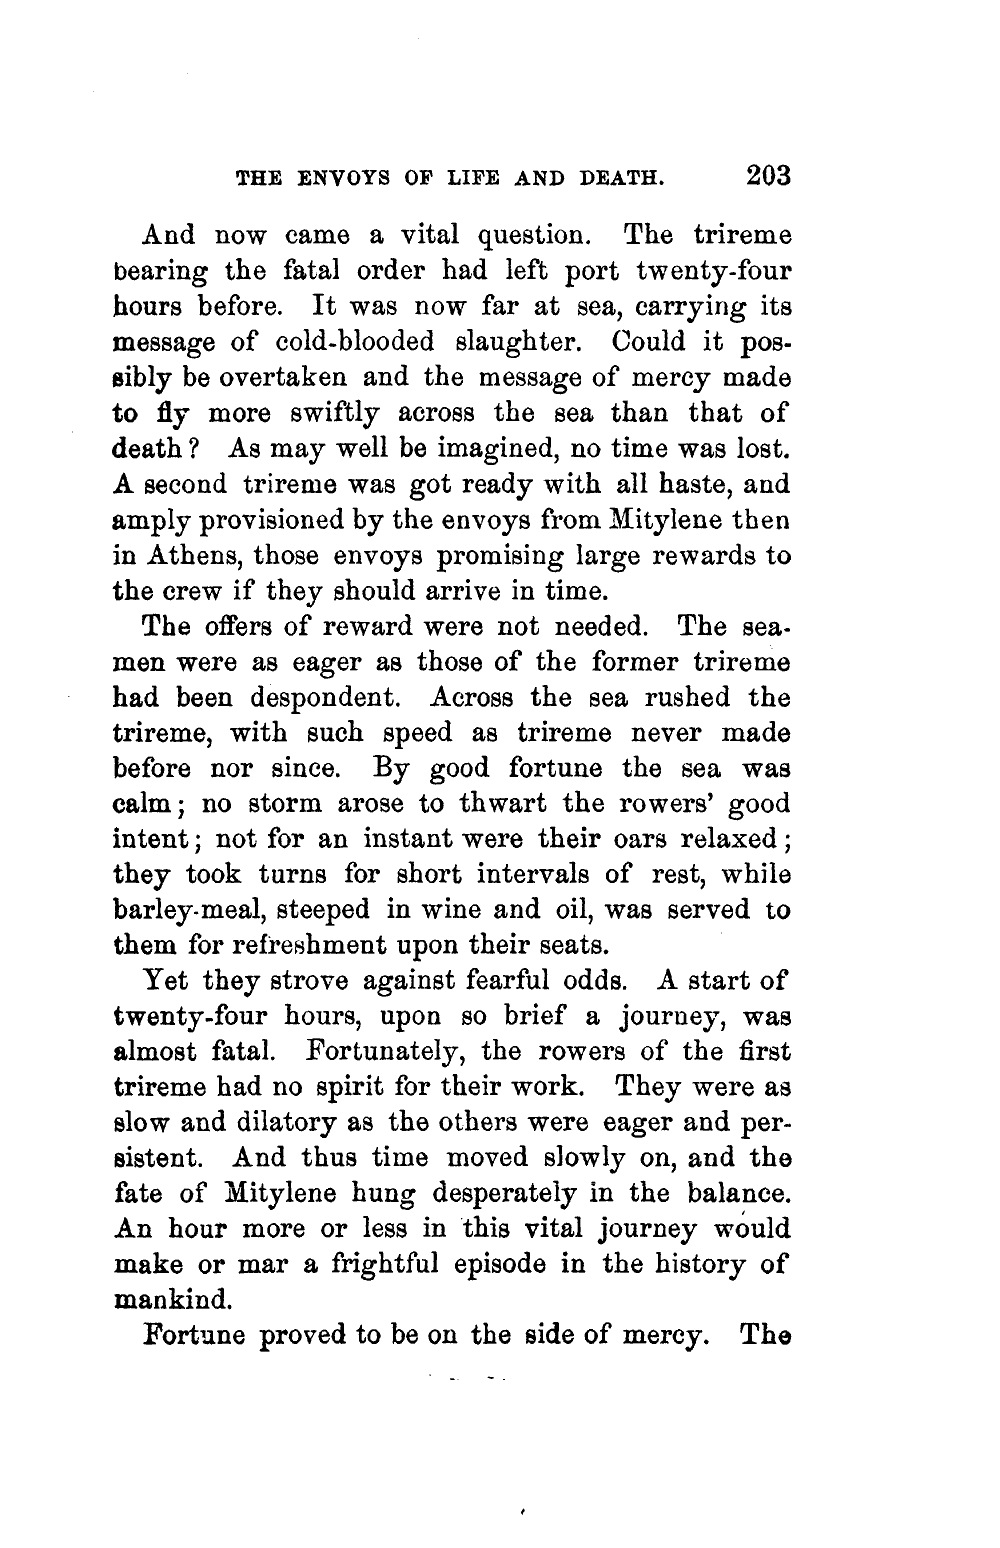 THE ENVOYS OF LIFE AND DEATH. 203
And now came a vital question. The trireme
bearing the fatal order had left port twenty-four
hours before. It was now far at sea, carrying its
message of cold-blooded slaughter. Could it pos-
sibly be overtaken and the message of mercy made
to fly more swiftly across the sea than that of
death? As may well be imagined, no time was lost.
A second trireme was got ready with all haste, and
amply provisioned by the envoys from Mitylene then
in Athens, those envoys promising large rewards to
the crew if they should arrive in time.
The offers of reward were not needed. The sea-
men were as eager as those of the former trireme
had been despondent. Across the sea rushed the
trireme, with such speed as trireme never made
before nor since. By good fortune the sea was
calm; no storm arose to thwart the rowers' good
intent; not for an instant were their oars relaxed;
they took turns for short intervals of rest, while
barley-meal, steeped in wine and oil, was served to
them for refreshment upon their seats.
Yet they strove against fearful odds. A start of
twenty-four hours, upon so brief a journey, was
almost fatal. Fortunately, the rowers of the first
trireme had no spirit for their work. They were as
slow and dilatory as the others were eager and per-
sistent. And thus time moved slowly on, and the
fate of Mitylene hung desperately in the balance.
An hour more or less in this vital journey would
make or mar a frightful episode in the history of
mankind.
Fortune proved to be on the side of mercy. The